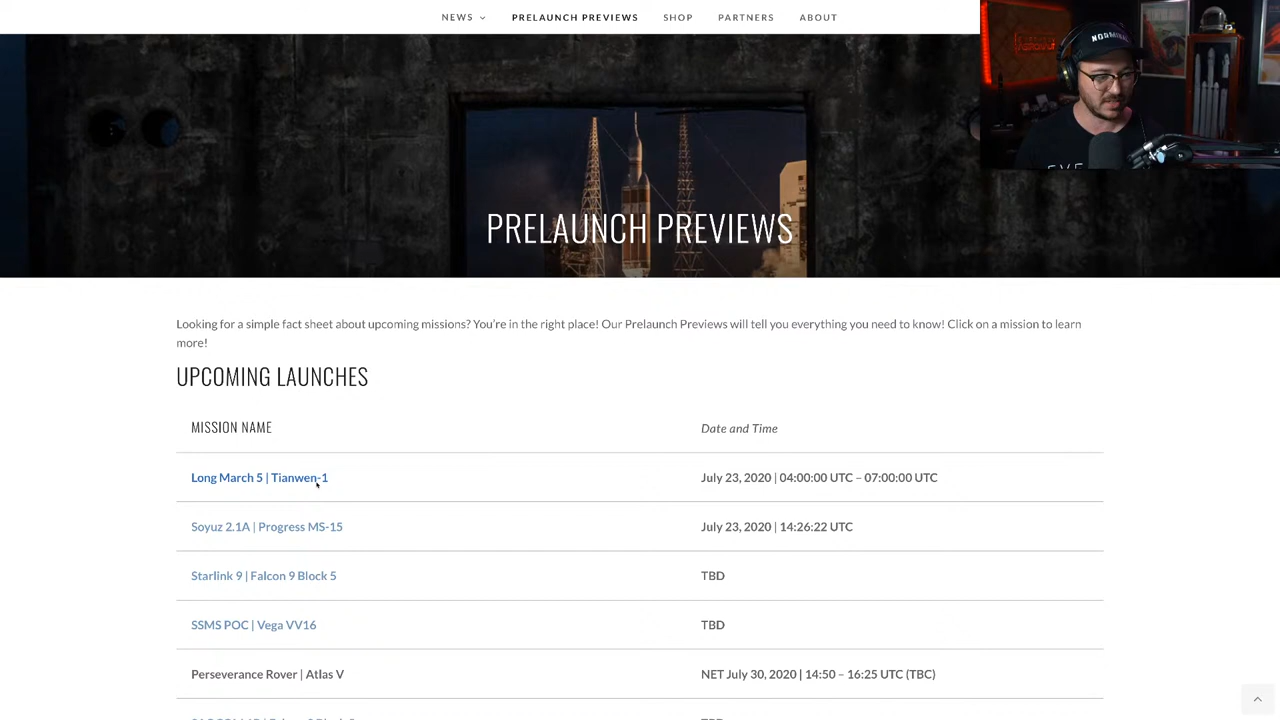 NEWS
PRELAUNCH PREVIEWS
SHOP
PARTNERS
ABOUT
PRELAUNCH PREVIEWS
Looking for a simple fact sheet about upcoming missions? You're in the right place! Our Prelaunch Previews will tell you everything you need to know! Click on a mission to learn
more!
UPCOMING LAUNCHES
MISSION NAME Date and Time
Long March 5 | Tianwen-1 July 23, 2020 | 04:00:00 UTC – 07:00:00 UTC
Soyuz 2.1A | Progress MS-15 July 23, 2020 | 14:26:22 UTC
Starlink 9 | Falcon 9 Block 5 TBD
SSMS POC | Vega VV16 TBD
Perseverance Rover | Atlas V NET July 30, 2020 | 14:50 – 16:25 UTC (TBC)